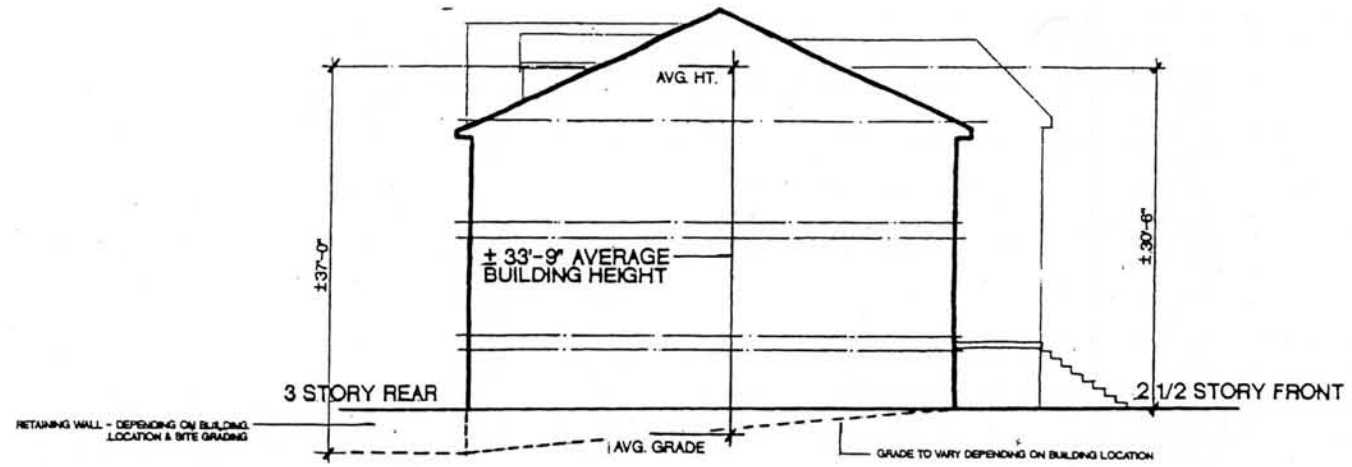 AVG. HT.
±37'-0"
±30'-6"
± 33'-9" AVERAGE
BUILDING HEIGHT
3 STORY REAR
2 1/2 STORY FRONT
RETAINING WALL - DEPENDING ON BUILDING
LOCATION & SITE GRADING
AVG. GRADE
GRADE TO VARY DEPENDING ON BUILDING LOCATION